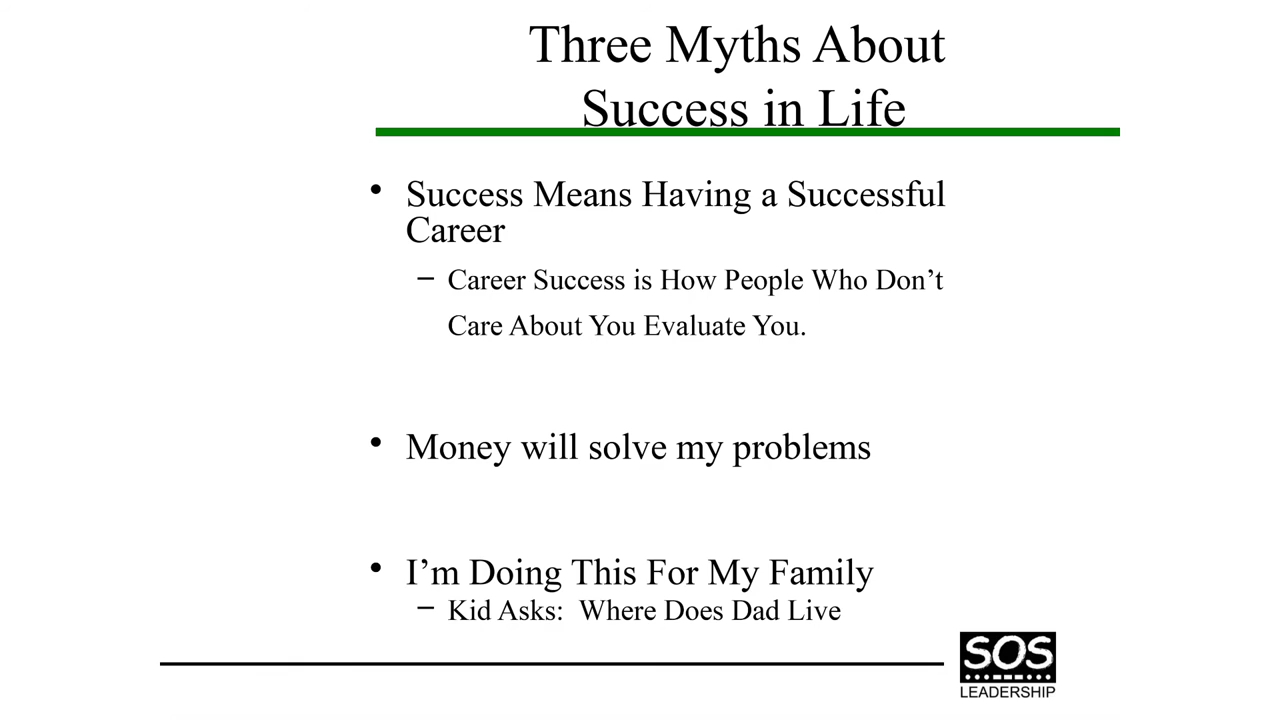 Three Myths About
Success in Life
• Success Means Having a Successful
Career
– Career Success is How People Who Don’t
Care About You Evaluate You.
• Money will solve my problems
• I’m Doing This For My Family
– Kid Asks:  Where Does Dad Live
SOS
LEADERSHIP